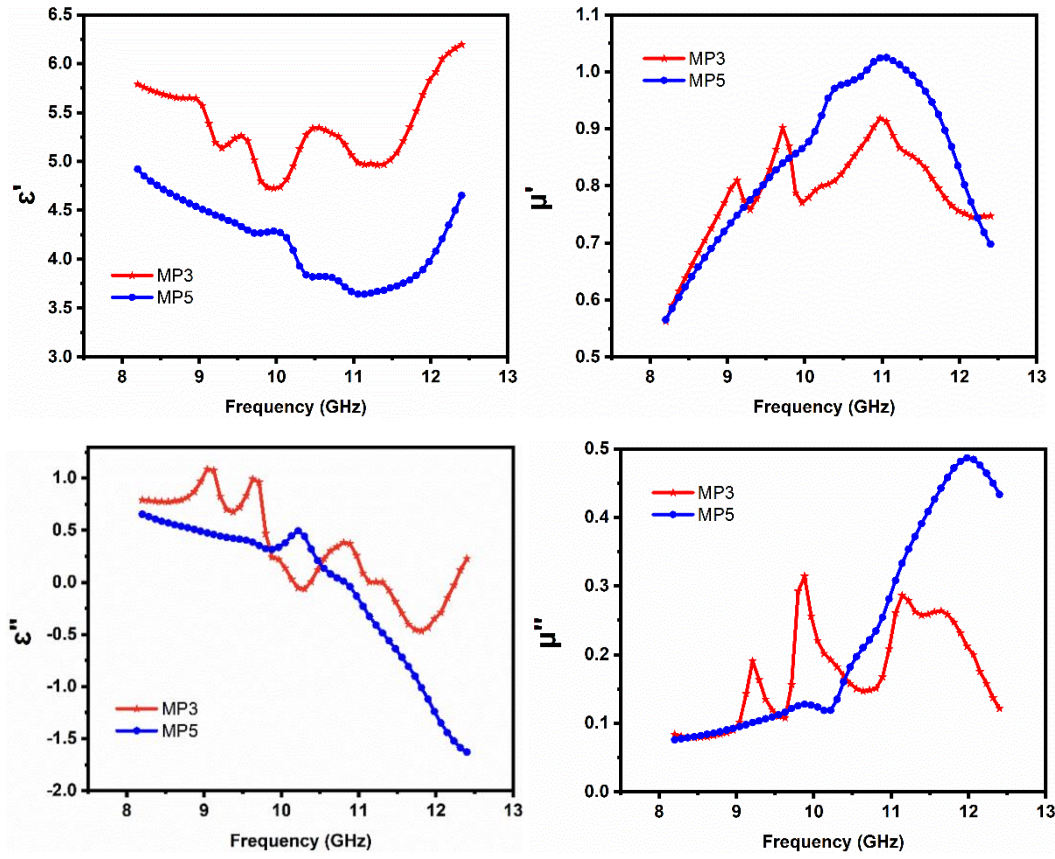 6.5
6.0
5.5
5.0
4.5
4.0
3.5
3.0
ε'
MP3
MP5
8 9 10 11 12 13
Frequency (GHz)
1.1
1.0
0.9
0.8
0.7
0.6
0.5
μ'
MP3
MP5
8 9 10 11 12 13
Frequency (GHz)
1.0
0.5
0.0
-0.5
-1.0
-1.5
-2.0
ε"
MP3
MP5
8 9 10 11 12 13
Frequency (GHz)
0.5
0.4
0.3
0.2
0.1
0.0
μ"
MP3
MP5
8 9 10 11 12 13
Frequency (GHz)